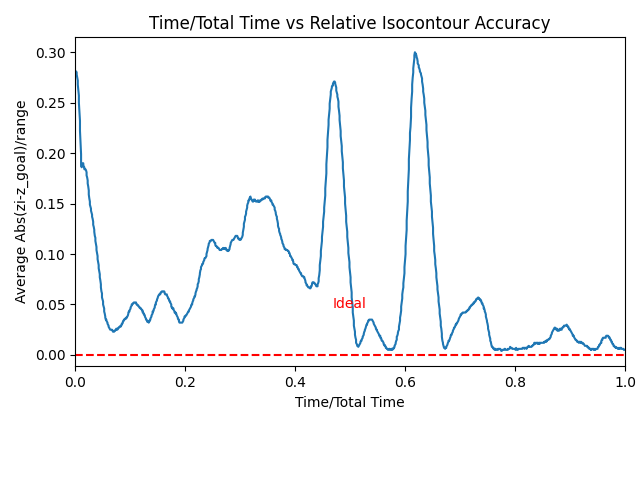 Time/Total Time vs Relative Isocontour Accuracy
Average Abs(zi-z_goal)/range
0.30
0.25
0.20
0.15
0.10
0.05
0.00
Ideal
0.0 0.2 0.4 0.6 0.8 1.0
Time/Total Time